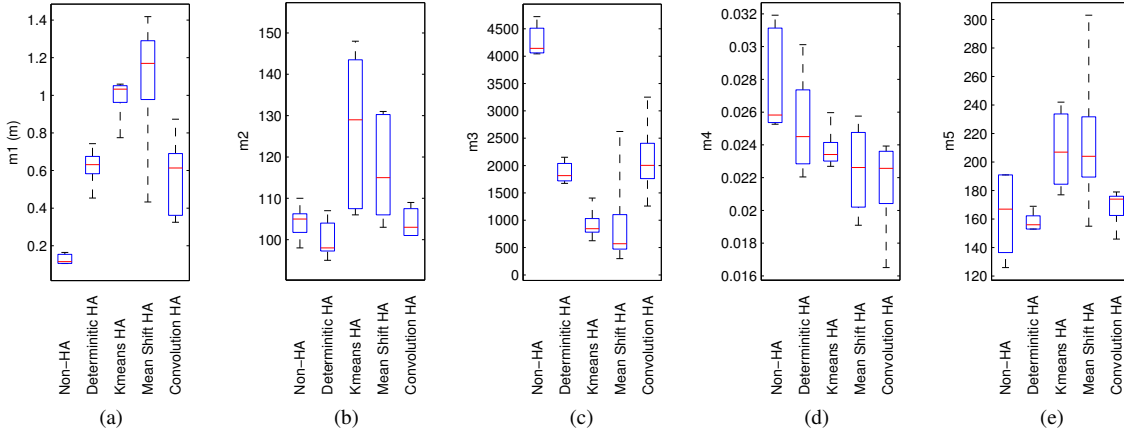 m1 (m)
1.4
1.2
1
0.8
0.6
0.4
0.2
Non-HA
Determinitic HA
Kmeans HA
Mean Shift HA
Convolution HA
(a)
m2
150
140
130
120
110
100
Non-HA
Determinitic HA
Kmeans HA
Mean Shift HA
Convolution HA
(b)
m3
4500
4000
3500
3000
2500
2000
1500
1000
500
0
Non-HA
Determinitic HA
Kmeans HA
Mean Shift HA
Convolution HA
(c)
m4
0.032
0.03
0.028
0.026
0.024
0.022
0.02
0.018
0.016
Non-HA
Determinitic HA
Kmeans HA
Mean Shift HA
Convolution HA
(d)
m5
300
280
260
240
220
200
180
160
140
120
Non-HA
Determinitic HA
Kmeans HA
Mean Shift HA
Convolution HA
(e)